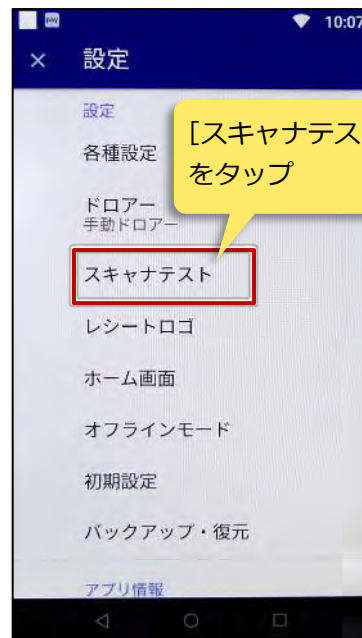 10:07
× 設定
設定
各種設定
[スキャナテス
をタップ
ドロアー
手動ドロアー
スキャナテスト
レシートロゴ
ホーム画面
オフラインモード
初期設定
バックアップ・復元
アプリ情報